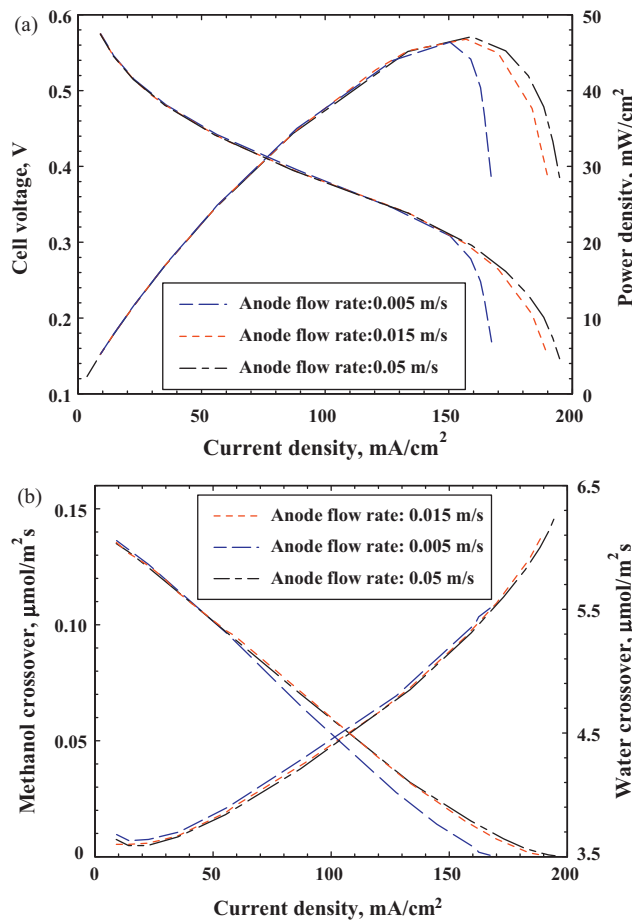 (a)
0.6
0.5
0.4
0.3
0.2
0.1
Cell voltage, V
50
40
30
20
10
0
Power density, mW/cm²
Anode flow rate:0.005 m/s
Anode flow rate:0.015 m/s
Anode flow rate:0.05 m/s
0 50 100 150 200
Current density, mA/cm²
(b)
0.15
0.10
0.05
0
Methanol crossover, μmol/m² s
6.5
5.5
4.5
3.5
Water crossover, μmol/m² s
Anode flow rate: 0.015 m/s
Anode flow rate: 0.005 m/s
Anode flow rate: 0.05 m/s
0 50 100 150 200
Current density, mA/cm²